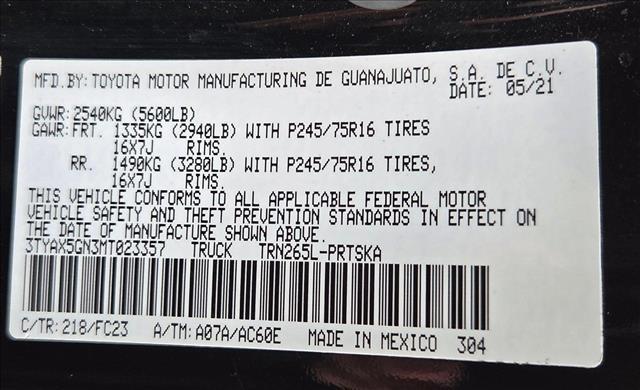 MFD.BY: TOYOTA MOTOR MANUFACTURING DE GUANAJUATO, S.A. DE C.V.
DATE: 05/21
GVWR: 2540KG (5600LB)
GAWR: FRT. 1335KG (2940LB) WITH P245/75R16 TIRES
16X7J RIMS.
RR. 1490KG (3280LB) WITH P245/75R16 TIRES,
16X7J RIMS.
THIS VEHICLE CONFORMS TO ALL APPLICABLE FEDERAL MOTOR
VEHICLE SAFETY AND THEFT PREVENTION STANDARDS IN EFFECT ON
THE DATE OF MANUFACTURE SHOWN ABOVE.
3TYAX5GN3MT023357 TRUCK TRN265L-PRTSKA
C/TR: 218/FC23 A/TM: A07A/AC60E MADE IN MEXICO 304